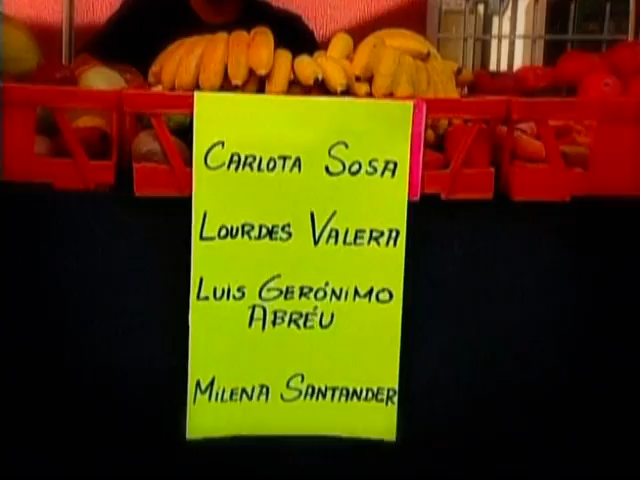 CARLOTA SOSA
LOURDES VALERA
LUIS GERÓNIMO
ABRÉU
MILENA SANTANDER